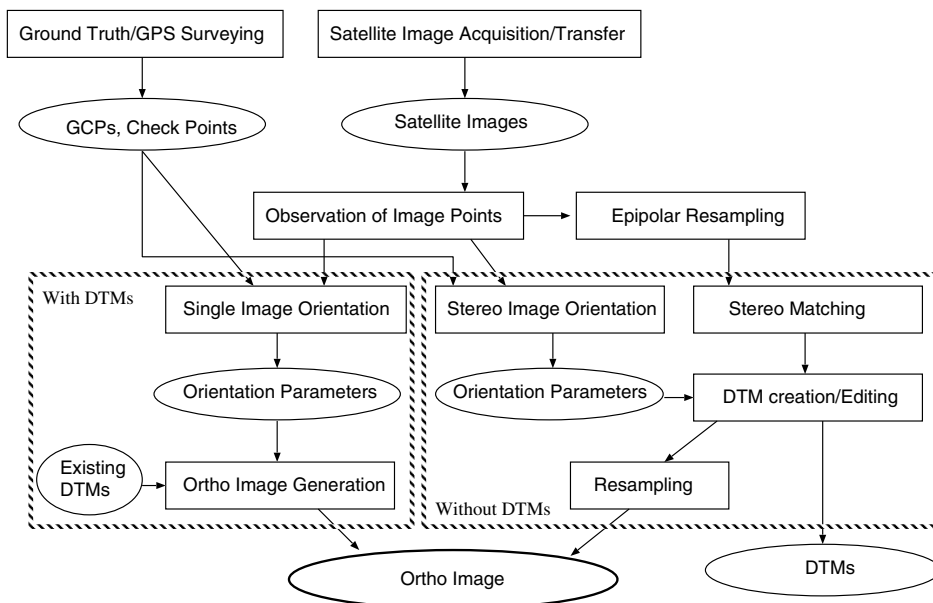 Ground Truth/GPS Surveying
Satellite Image Acquisition/Transfer
GCPs, Check Points
Satellite Images
Observation of Image Points
Epipolar Resampling
With DTMs
Single Image Orientation
Stereo Image Orientation
Stereo Matching
Orientation Parameters
Orientation Parameters
DTM creation/Editing
Existing
DTMs
Ortho Image Generation
Resampling
Without DTMs
Ortho Image
DTMs